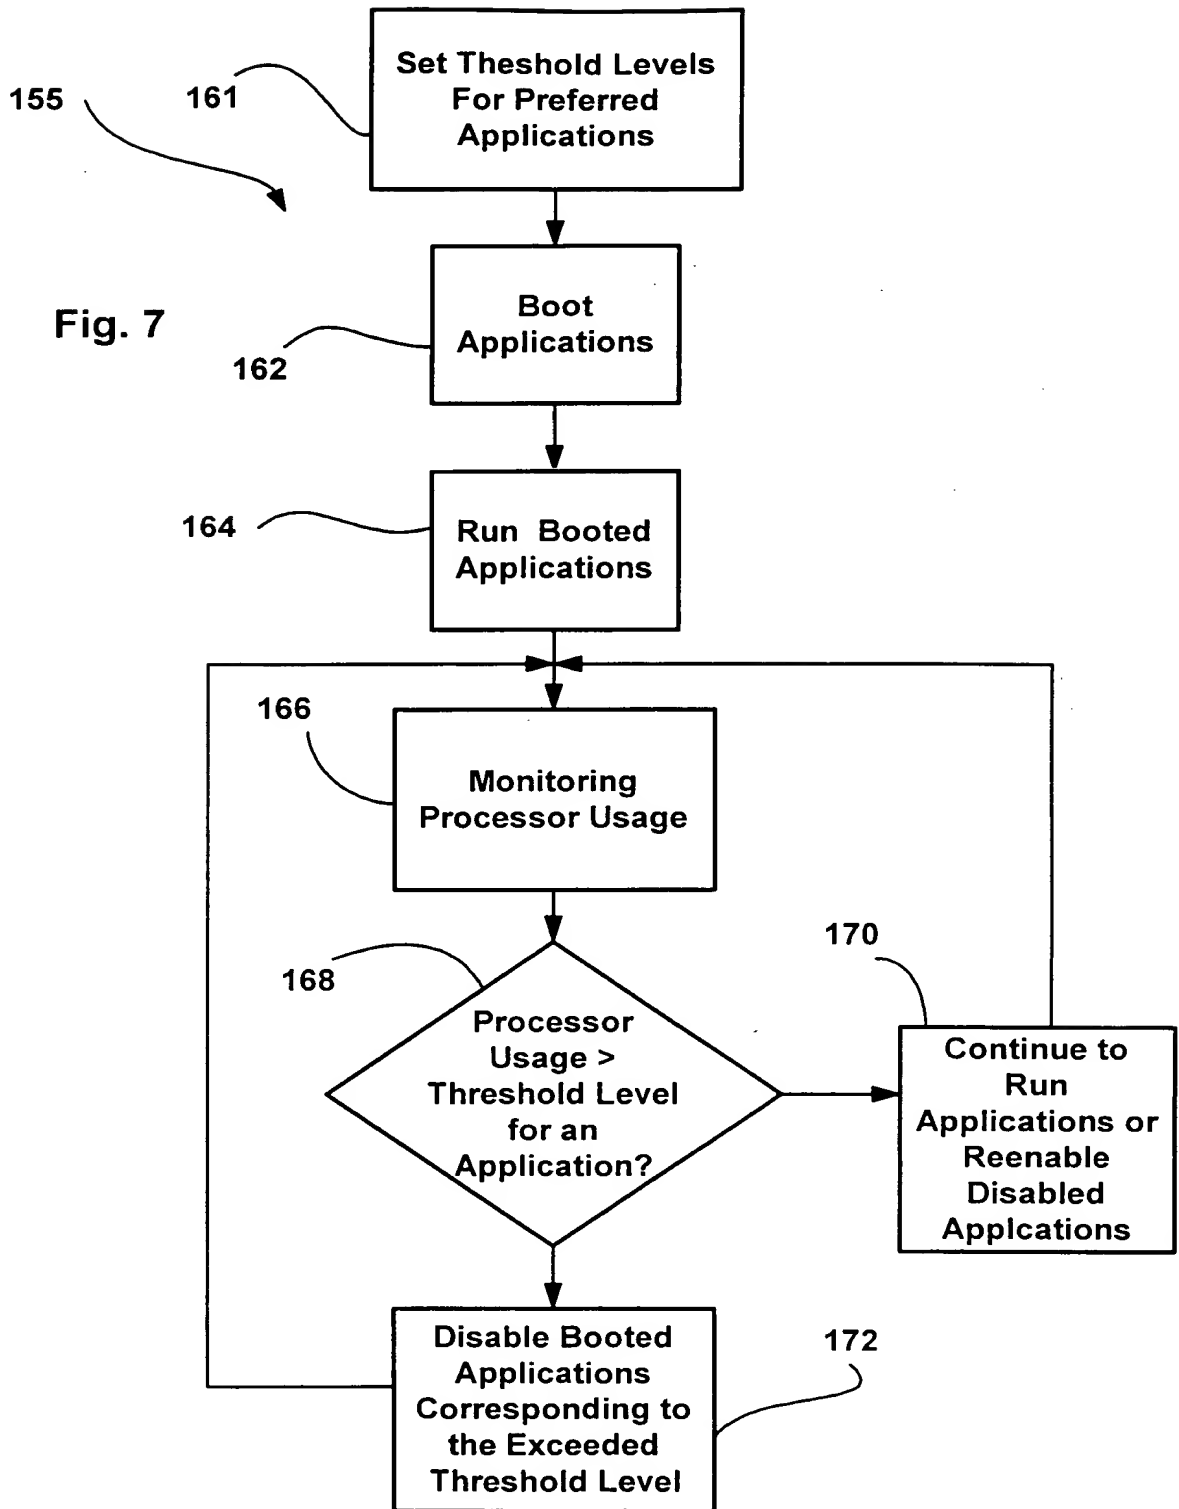 Set Theshold Levels
For Preferred
Applications
155
161
Boot
Applications
Fig. 7
162
Run Booted
Applications
164
166
Monitoring
Processor Usage
168
Processor
Usage >
Threshold Level
for an
Application?
170
Continue to
Run
Applications or
Reenable
Disabled
Applcations
Disable Booted
Applications
Corresponding to
the Exceeded
Threshold Level
172